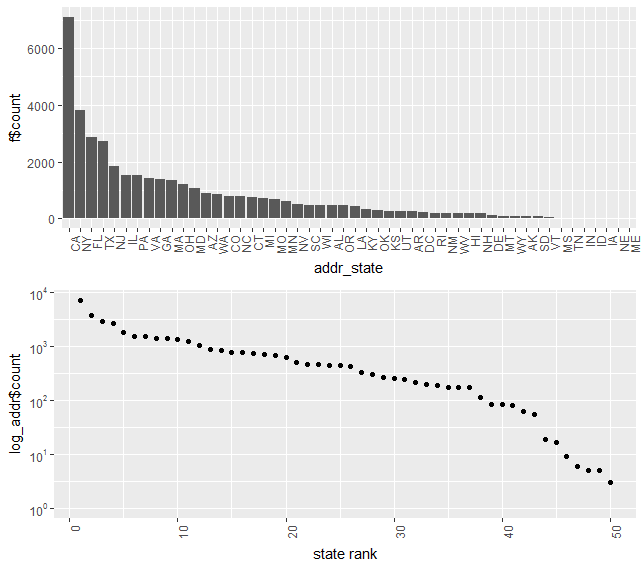 6000
4000
2000
0
f$count
CA NY FL TX NJ IL PA VA GA MA OH MD AZ WA CO NC CT MI MO MN NV SC WI AL OR LA KY OK KS UT AR DC RI NM WV HI NH DE MT WY AK SD VT MS TN IN ID IA NE ME
addr_state
10^4
10^3
10^2
10^1
10^0
log_addr$count
0 10 20 30 40 50
state rank